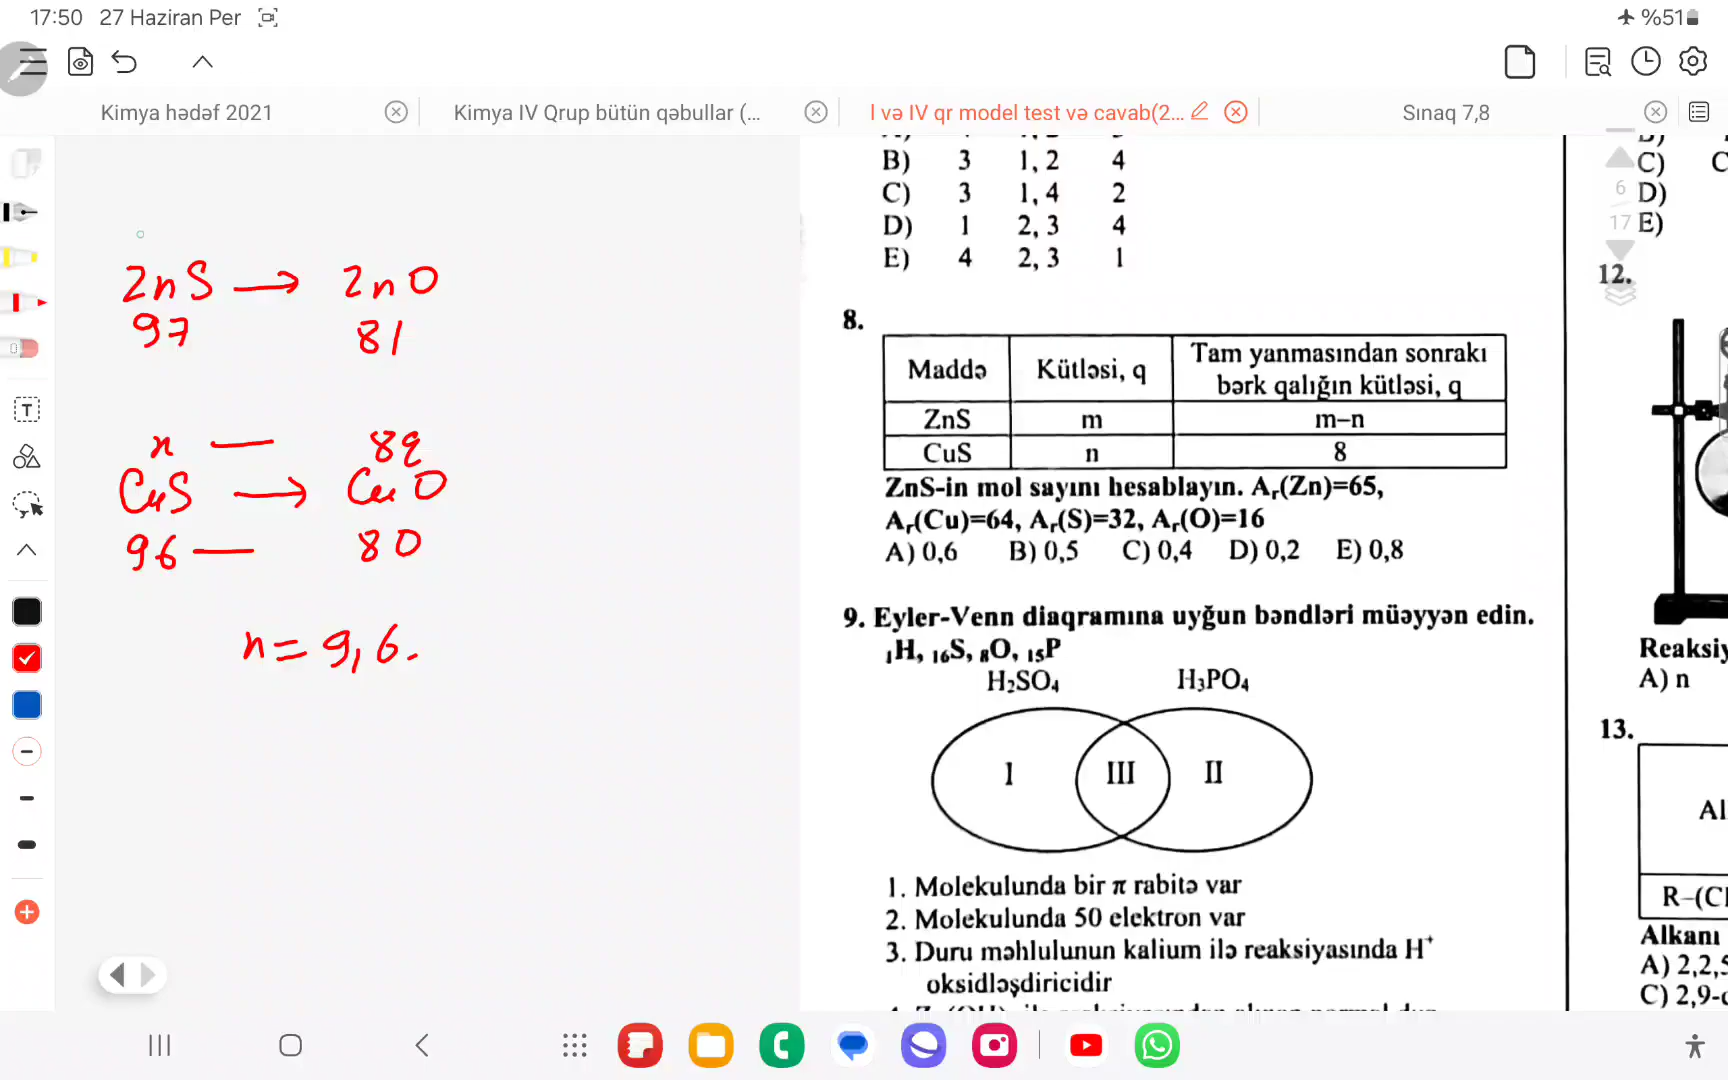 17:50 27 Haziran Per
%51
Kimya hədəf 2021
Kimya IV Qrup bütün qəbullar (...
I və IV qr model test və cavab(2...
Sınaq 7,8
ZnS → ZnO
97 81
n — 8q
CuS → CuO
96 — 80
n = 9,6.
B) 3 1, 2 4
C) 3 1, 4 2
D) 1 2, 3 4
E) 4 2, 3 1
8.
Maddə Kütləsi, q Tam yanmasından sonrakı
bərk qalığın kütləsi, q
ZnS m m–n
CuS n 8
ZnS-in mol sayını hesablayın. Aᵣ(Zn)=65,
Aᵣ(Cu)=64, Aᵣ(S)=32, Aᵣ(O)=16
A) 0,6 B) 0,5 C) 0,4 D) 0,2 E) 0,8
9. Eyler-Venn diaqramına uyğun bəndləri müəyyən edin.
₁H, ₁₆S, ₈O, ₁₅P
H₂SO₄ H₃PO₄
I III II
1. Molekulunda bir π rabitə var
2. Molekulunda 50 elektron var
3. Duru məhlulunun kalium ilə reaksiyasında H⁺
oksidləşdiricidir
6
17
C) C
D)
E)
12.
Reaksiy
A) n
13.
Al
R–(CH
Alkanı
A) 2,2,5
C) 2,9-d
T